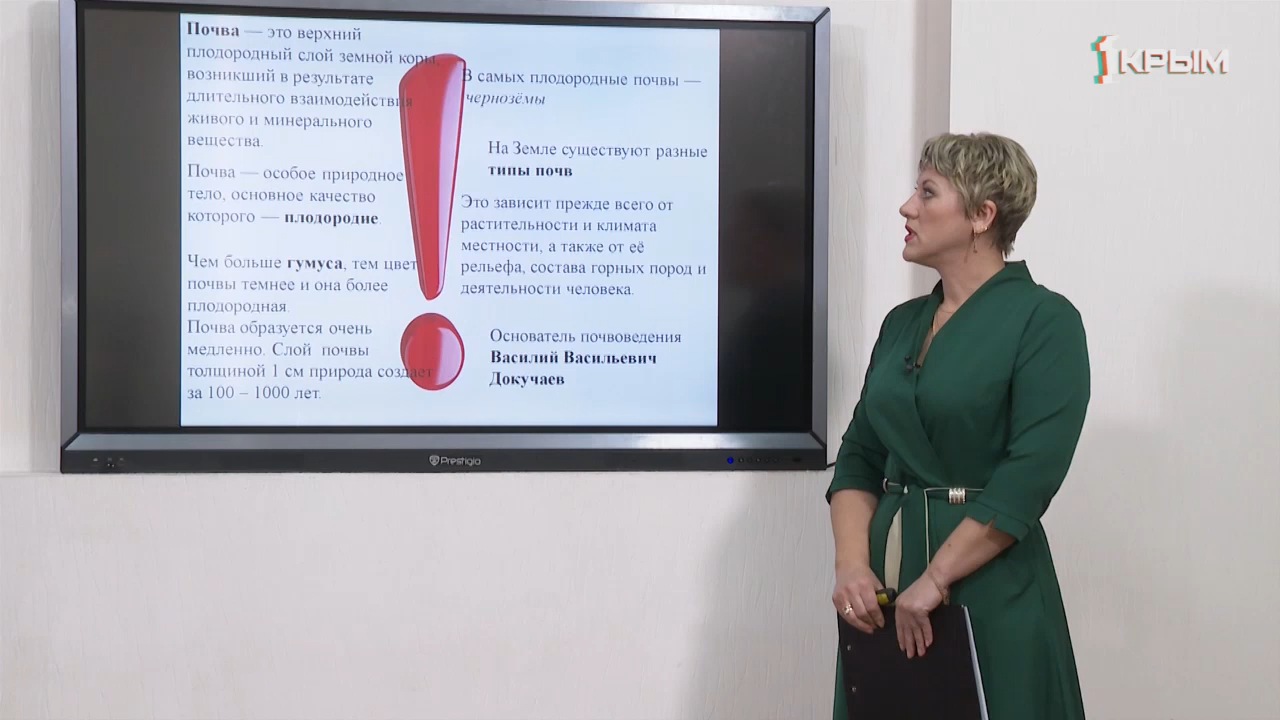 Почва — это верхний
плодородный слой земной коры,
возникший в результате
длительного взаимодействия
живого и минерального
вещества.
Почва — особое природное
тело, основное качество
которого — плодородие.
Чем больше гумуса, тем цвет
почвы темнее и она более
плодородная.
Почва образуется очень
медленно. Слой почвы
толщиной 1 см природа создает
за 100 – 1000 лет.
В самых плодородные почвы —
чернозёмы
На Земле существуют разные
типы почв
Это зависит прежде всего от
растительности и климата
местности, а также от её
рельефа, состава горных пород и
деятельности человека.
Основатель почвоведения
Василий Васильевич
Докучаев
1 КРЫМ
Prestigio